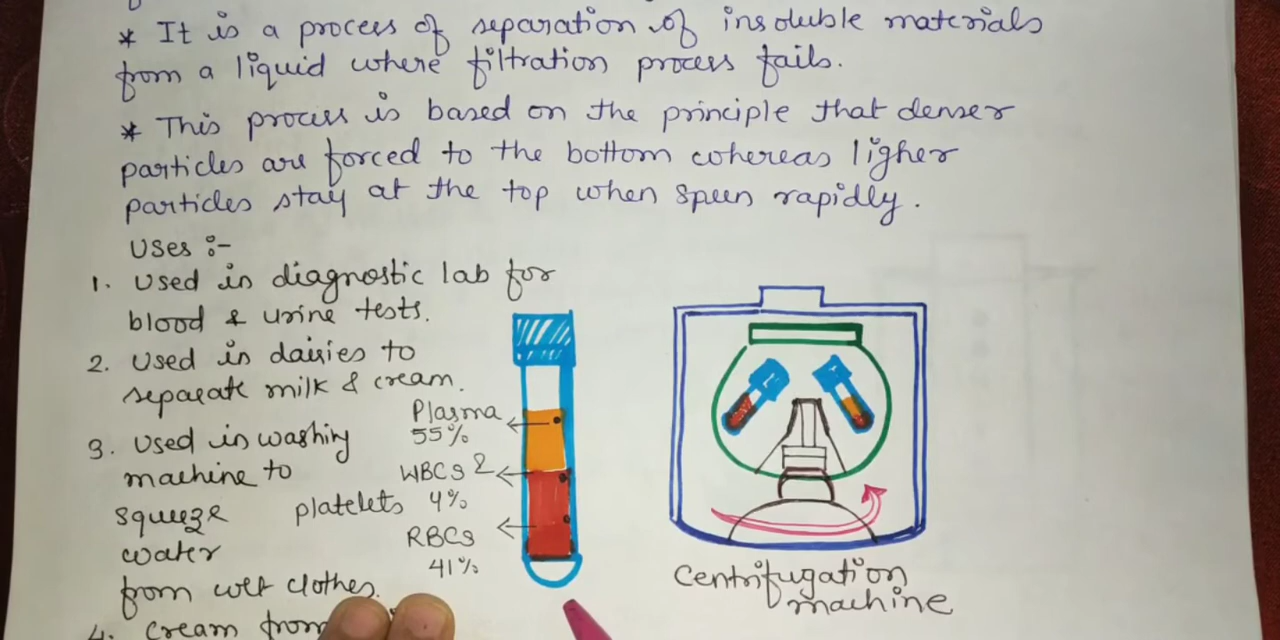 * It is a process of separation of insoluble materials
from a liquid where filtration process fails.
* This process is based on the principle that denser
particles are forced to the bottom whereas ligher
particles stay at the top when speen rapidly.
Uses :-
1. Used in diagnostic lab for
blood & urine tests.
2. Used in dairies to
separate milk & cream.
3. Used in washing
machine to
squeeze
water
from wet clothes.
4. cream from
Plasma
55%
WBCs &
platelets 4%
RBCs
41%
Centrifugation
machine